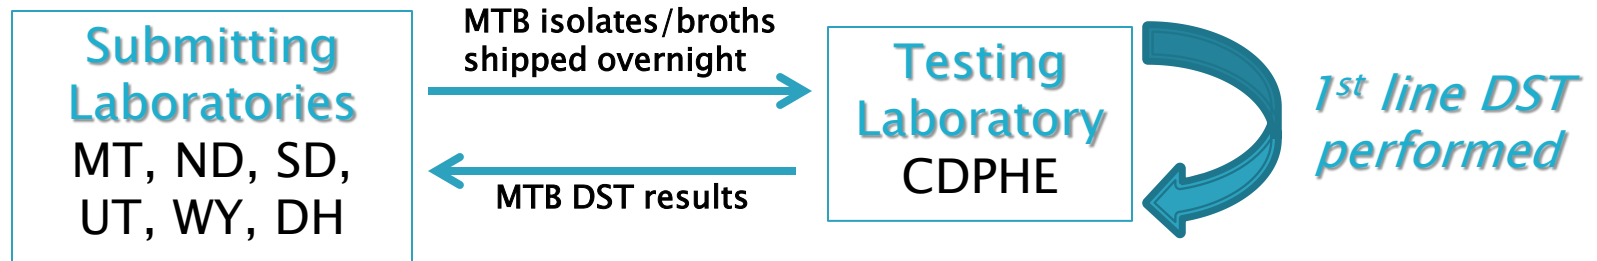 Submitting
Laboratories
MT, ND, SD,
UT, WY, DH
MTB isolates/broths
shipped overnight
MTB DST results
Testing
Laboratory
CDPHE
1st line DST
performed